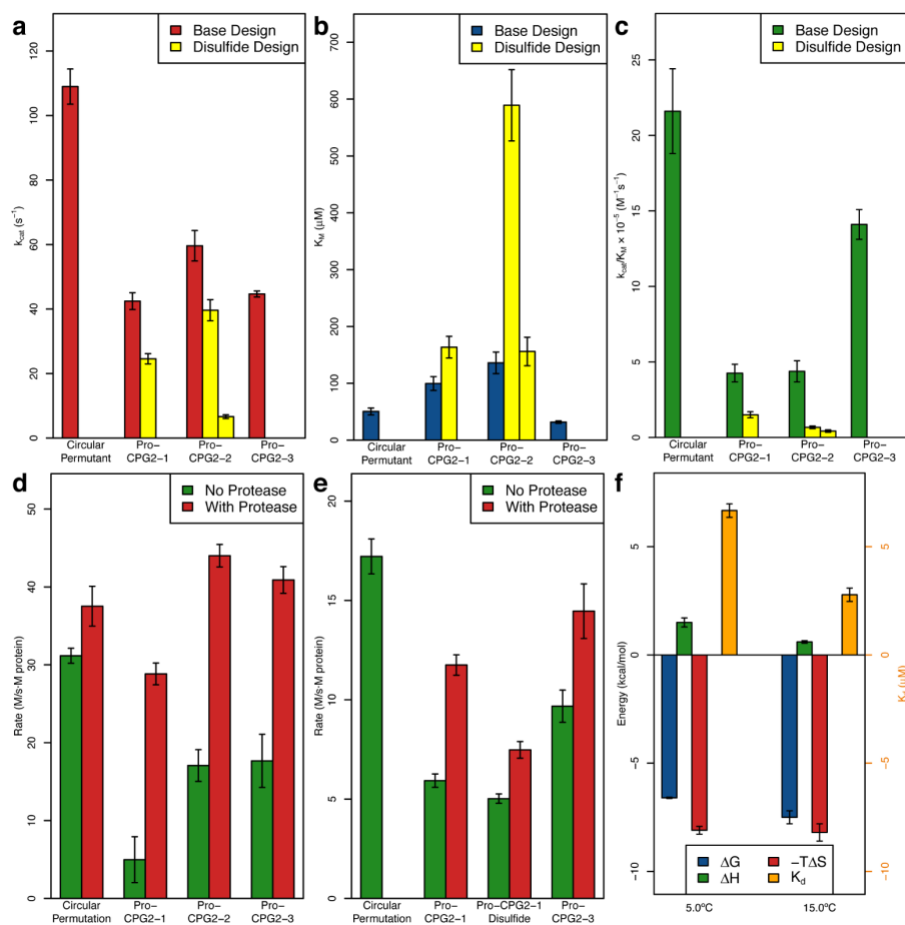 a
Base Design
Disulfide Design
k_cat (s⁻¹)
120
100
80
60
40
20
0
Circular
Permutant
Pro−
CPG2−1
Pro−
CPG2−2
Pro−
CPG2−3
b
Base Design
Disulfide Design
K_M (μM)
700
600
500
400
300
200
100
0
Circular
Permutant
Pro−
CPG2−1
Pro−
CPG2−2
Pro−
CPG2−3
c
Base Design
Disulfide Design
k_cat/K_M × 10⁻⁵ (M⁻¹s⁻¹)
25
20
15
10
5
0
Circular
Permutant
Pro−
CPG2−1
Pro−
CPG2−2
Pro−
CPG2−3
d
No Protease
With Protease
Rate (M/s·M protein)
50
40
30
20
10
0
Circular
Permutation
Pro−
CPG2−1
Pro−
CPG2−2
Pro−
CPG2−3
e
No Protease
With Protease
Rate (M/s·M protein)
20
15
10
5
0
Circular
Permutation
Pro−
CPG2−1
Pro−CPG2−1
Disulfide
Pro−
CPG2−3
f
Energy (kcal/mol)
5
0
−5
−10
K_d (μM)
5
0
−5
−10
ΔG
ΔH
−TΔS
K_d
5.0ºC
15.0ºC